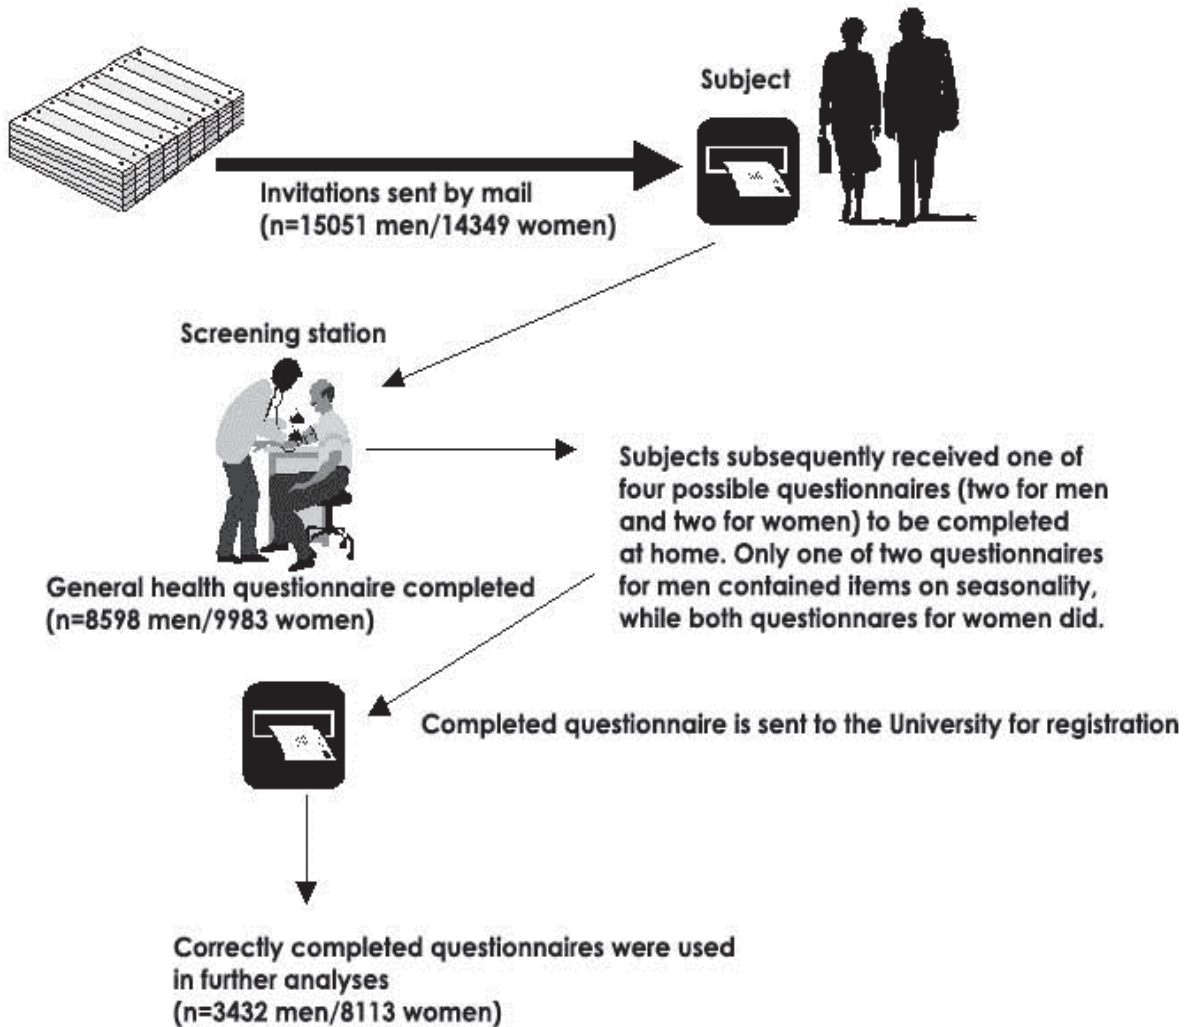 Subject
Invitations sent by mail
(n=15051 men/14349 women)
Screening station
General health questionnaire completed
(n=8598 men/9983 women)
Subjects subsequently received one of
four possible questionnaires (two for men
and two for women) to be completed
at home. Only one of two questionnaires
for men contained items on seasonality,
while both questionnares for women did.
Completed questionnaire is sent to the University for registration
Correctly completed questionnaires were used
in further analyses
(n=3432 men/8113 women)